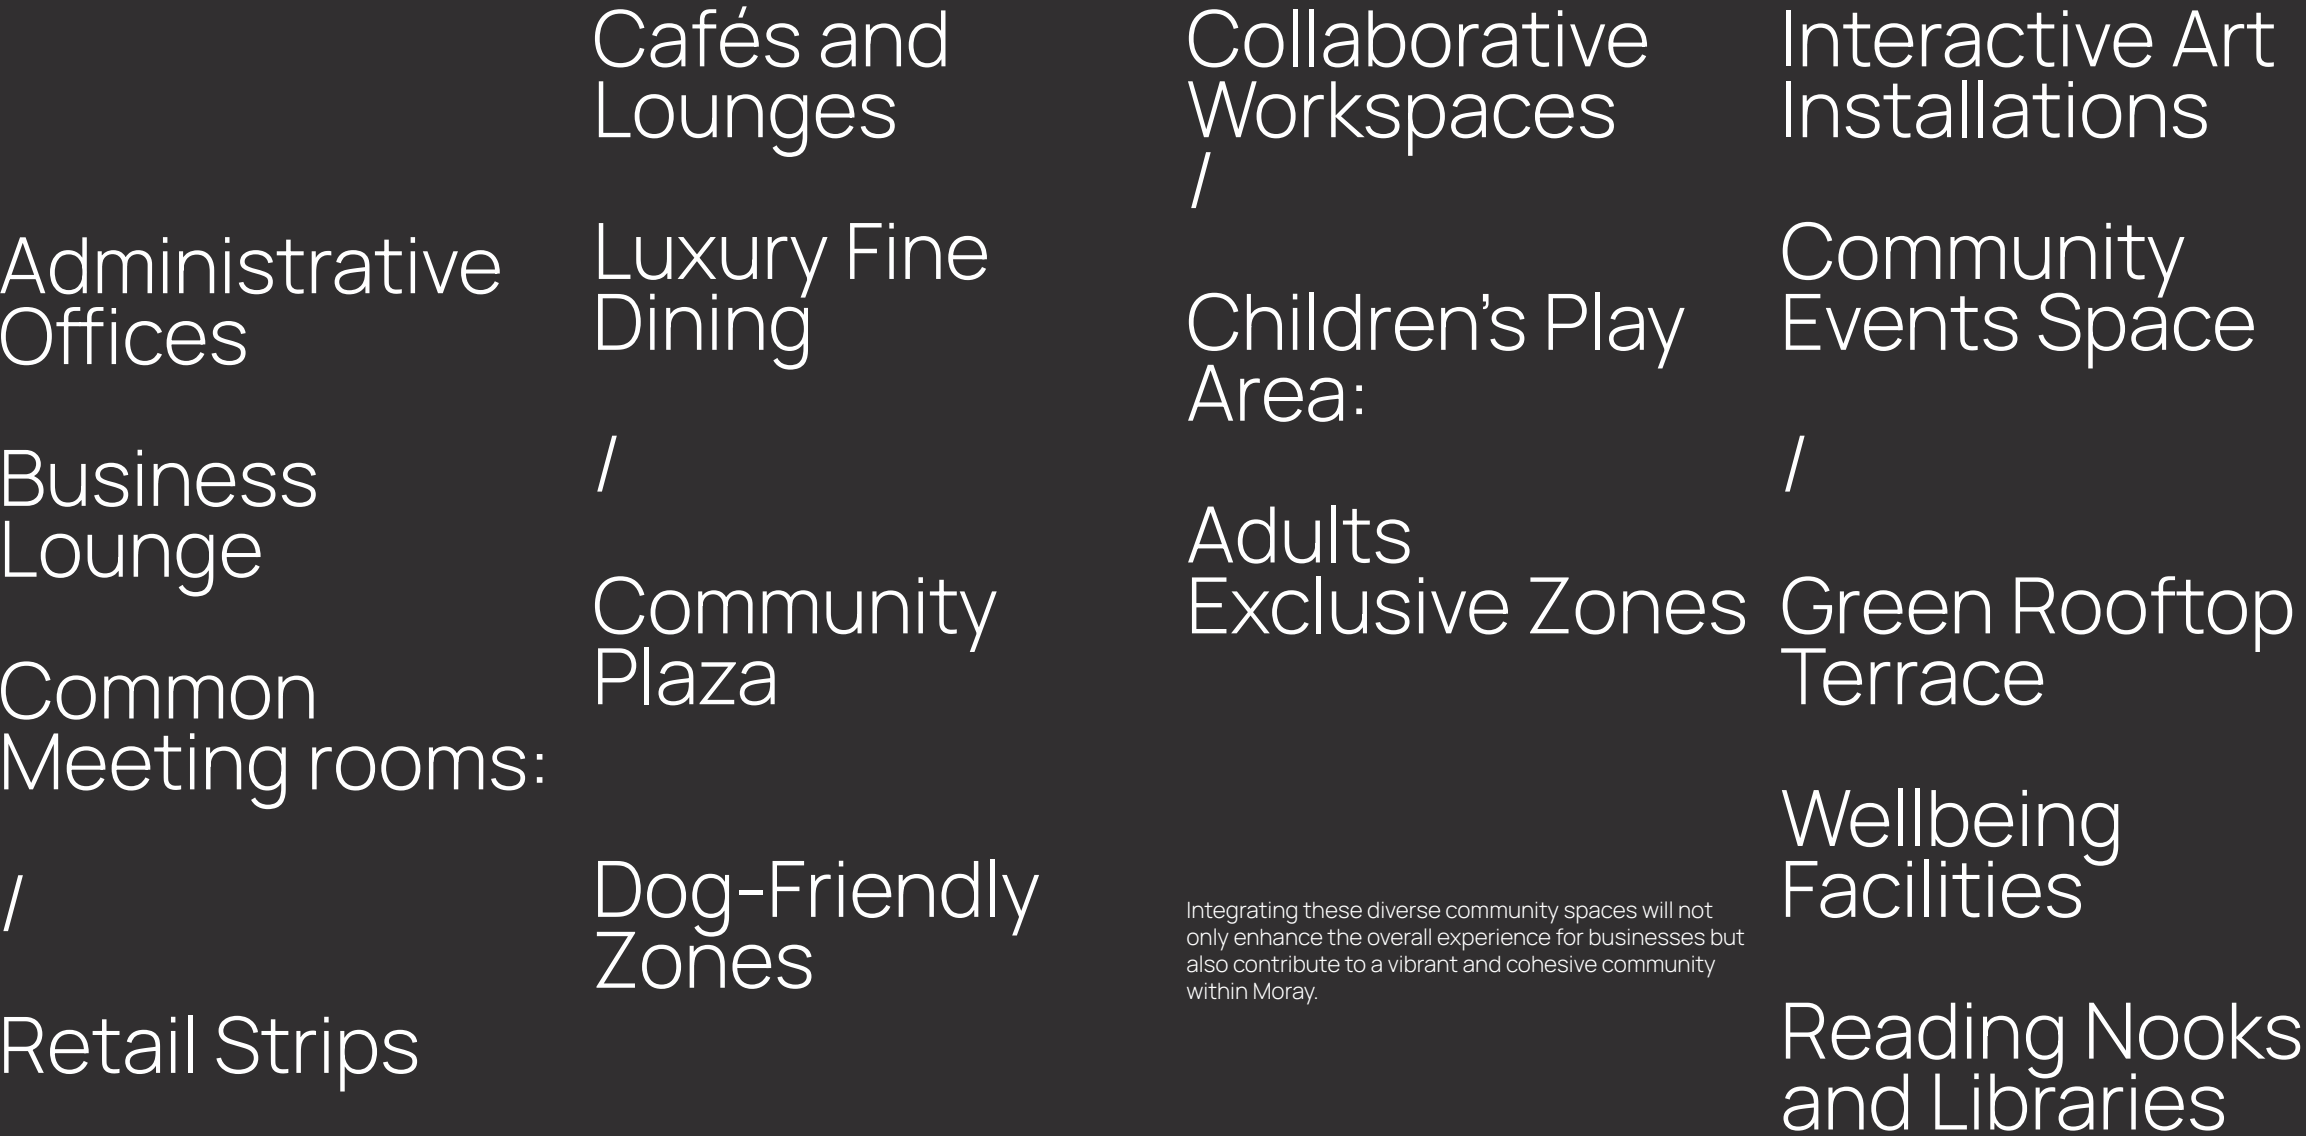 Administrative
Offices
Business
Lounge
Common
Meeting rooms:
/
Retail Strips
Cafés and
Lounges
Luxury Fine
Dining
/
Community
Plaza
Dog-Friendly
Zones
Collaborative
Workspaces
/
Children’s Play
Area:
Adults
Exclusive Zones
Integrating these diverse community spaces will not
only enhance the overall experience for businesses but
also contribute to a vibrant and cohesive community
within Moray.
Interactive Art
Installations
Community
Events Space
/
Green Rooftop
Terrace
Wellbeing
Facilities
Reading Nooks
and Libraries